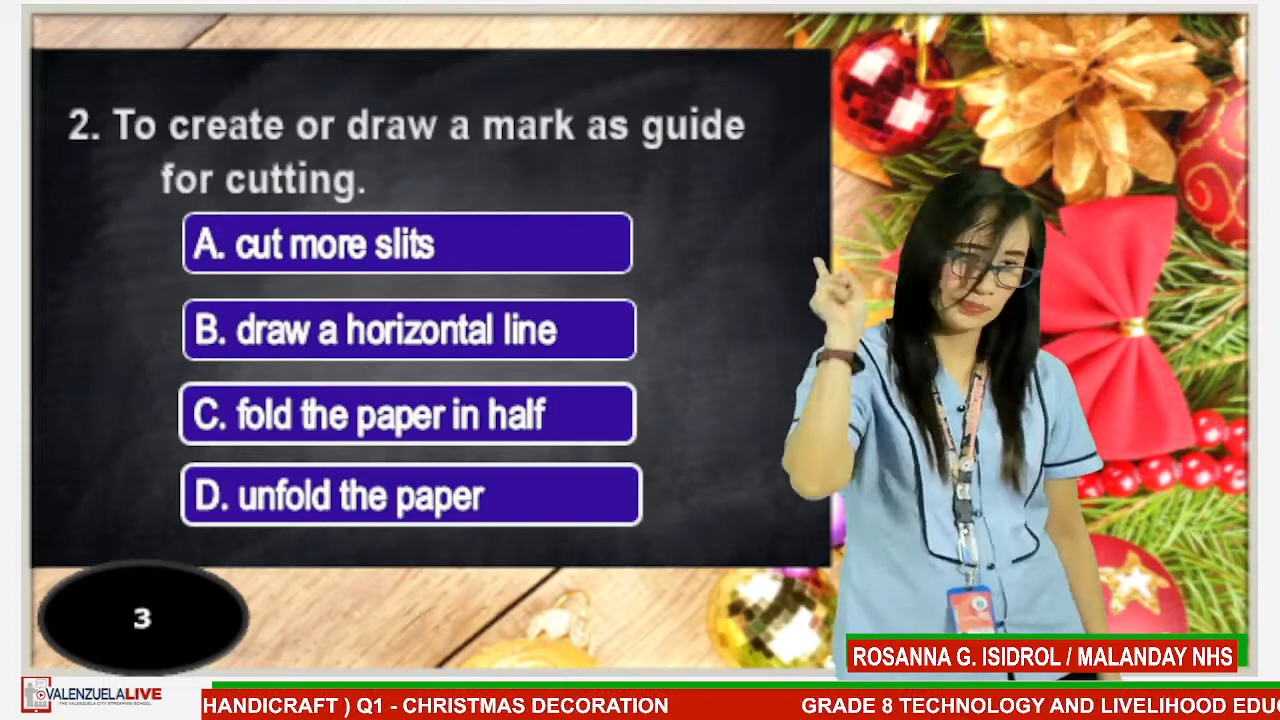 2. To create or draw a mark as guide
for cutting.
A. cut more slits
B. draw a horizontal line
C. fold the paper in half
D. unfold the paper
3
ROSANNA G. ISIDROL / MALANDAY NHS
VALENZUELALIVE
THE VALENZUELA CITY STREAMING SCHOOL
HANDICRAFT ) Q1 - CHRISTMAS DECORATION
GRADE 8 TECHNOLOGY AND LIVELIHOOD EDUC